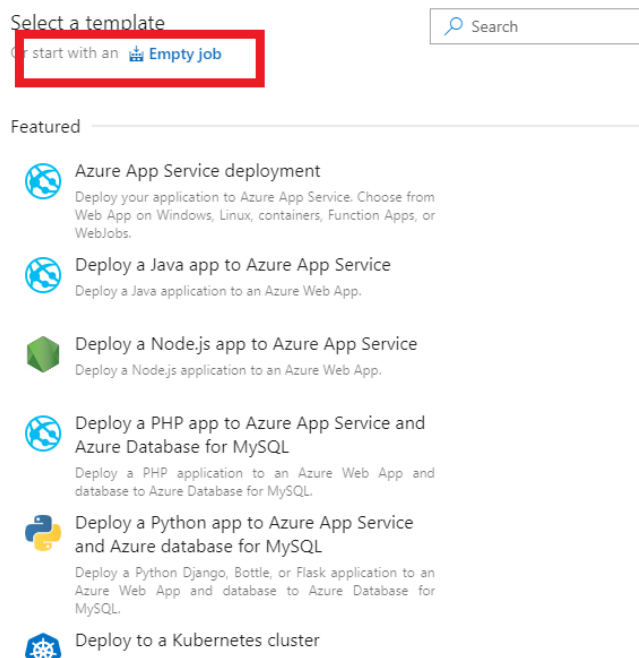 Select a template
Or start with an Empty job
Search
Featured
Azure App Service deployment
Deploy your application to Azure App Service. Choose from
Web App on Windows, Linux, containers, Function Apps, or
WebJobs.
Deploy a Java app to Azure App Service
Deploy a Java application to an Azure Web App.
Deploy a Node.js app to Azure App Service
Deploy a Node.js application to an Azure Web App.
Deploy a PHP app to Azure App Service and
Azure Database for MySQL
Deploy a PHP application to an Azure Web App and
database to Azure Database for MySQL.
Deploy a Python app to Azure App Service
and Azure database for MySQL
Deploy a Python Django, Bottle, or Flask application to an
Azure Web App and database to Azure Database for
MySQL.
Deploy to a Kubernetes cluster